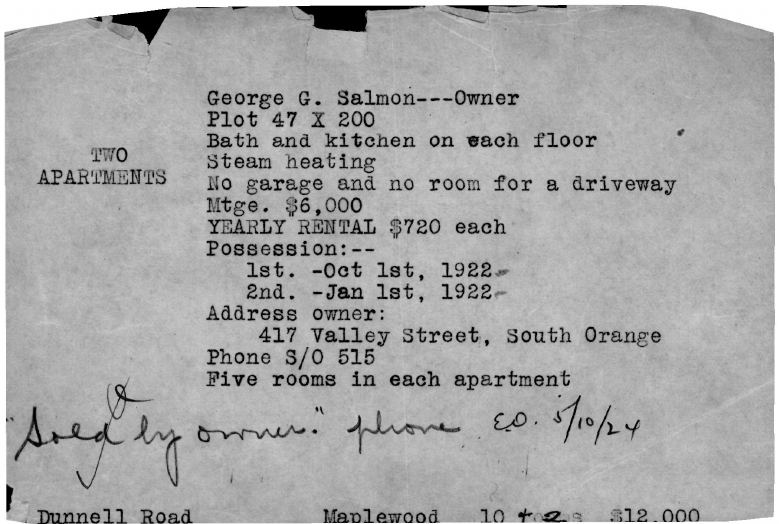 George G. Salmon---Owner
Plot 47 X 200
Bath and kitchen on each floor
TWO
APARTMENTS
Steam heating
No garage and no room for a driveway
Mtge. $6,000
YEARLY RENTAL $720 each
Possession:--
1st. -Oct 1st, 1922
2nd. -Jan 1st, 1922
Address owner:
417 Valley Street, South Orange
Phone S/O 515
Five rooms in each apartment
"Sold by owner." phone E.O. 5/10/24
Dunnell Road Maplewood 10 $12,000